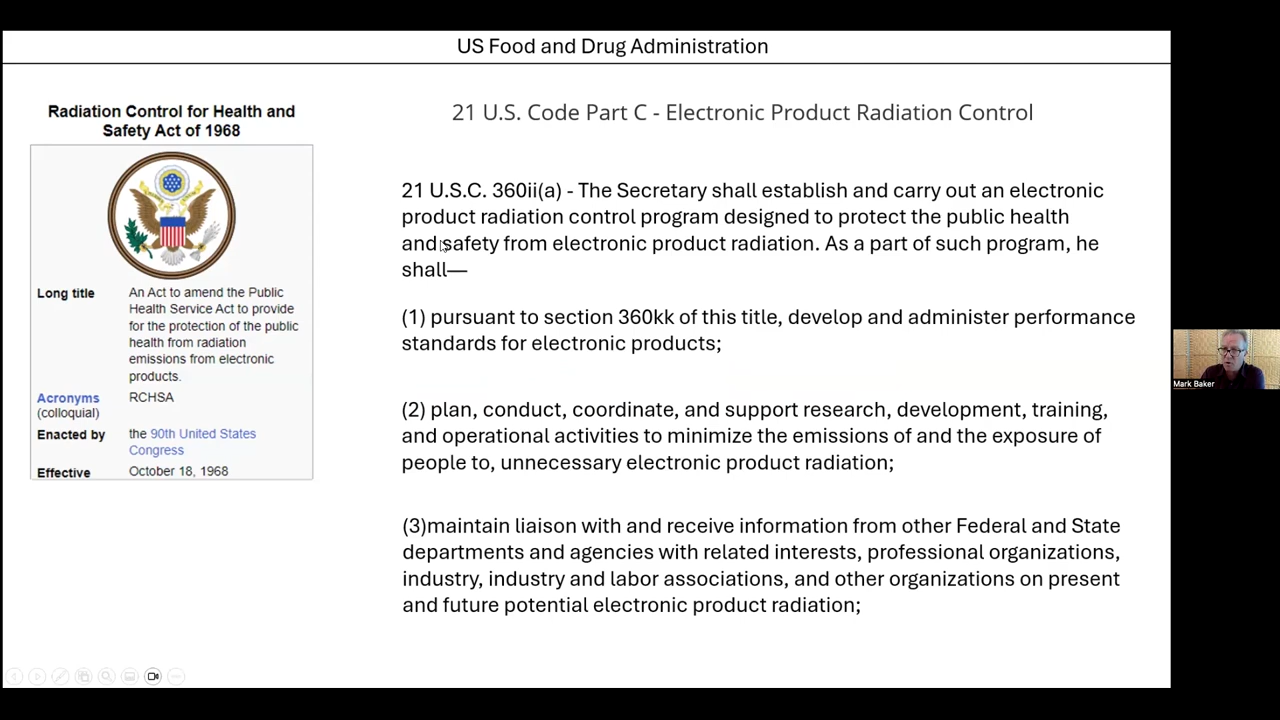 US Food and Drug Administration
Radiation Control for Health and
Safety Act of 1968
Long title
An Act to amend the Public
Health Service Act to provide
for the protection of the public
health from radiation
emissions from electronic
products.
Acronyms
(colloquial)
RCHSA
Enacted by
the 90th United States
Congress
Effective
October 18, 1968
21 U.S. Code Part C - Electronic Product Radiation Control
21 U.S.C. 360ii(a) - The Secretary shall establish and carry out an electronic
product radiation control program designed to protect the public health
and safety from electronic product radiation. As a part of such program, he
shall—
(1) pursuant to section 360kk of this title, develop and administer performance
standards for electronic products;
(2) plan, conduct, coordinate, and support research, development, training,
and operational activities to minimize the emissions of and the exposure of
people to, unnecessary electronic product radiation;
(3)maintain liaison with and receive information from other Federal and State
departments and agencies with related interests, professional organizations,
industry, industry and labor associations, and other organizations on present
and future potential electronic product radiation;
Mark Baker